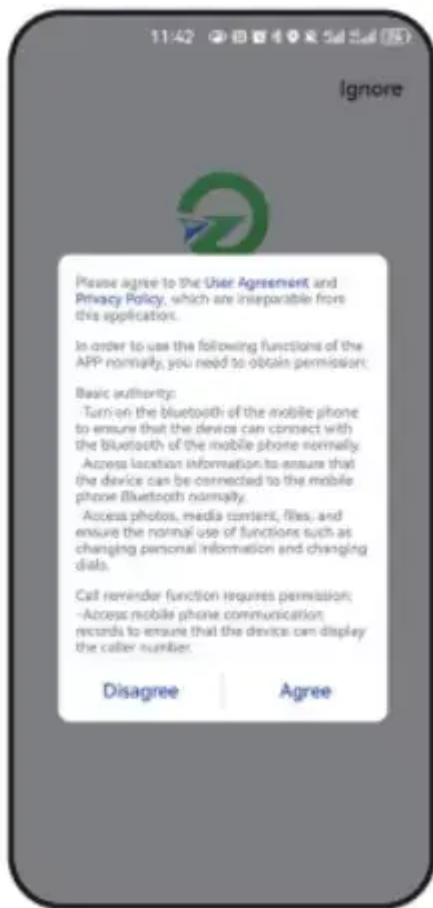 11:42
Ignore
Please agree to the User Agreement and
Privacy Policy, which are inseparable from
this application.
In order to use the following functions of the
APP normally, you need to obtain permission:
Basic authority:
Turn on the bluetooth of the mobile phone
to ensure that the device can connect with
the bluetooth of the mobile phone normally.
Access location information to ensure that
the device can be connected to the mobile
phone Bluetooth normally.
Access photos, media content, files, and
ensure the normal use of functions such as
changing personal information and changing
dials.
Call reminder function requires permission:
-Access mobile phone communication
records to ensure that the device can display
the caller number.
Disagree Agree